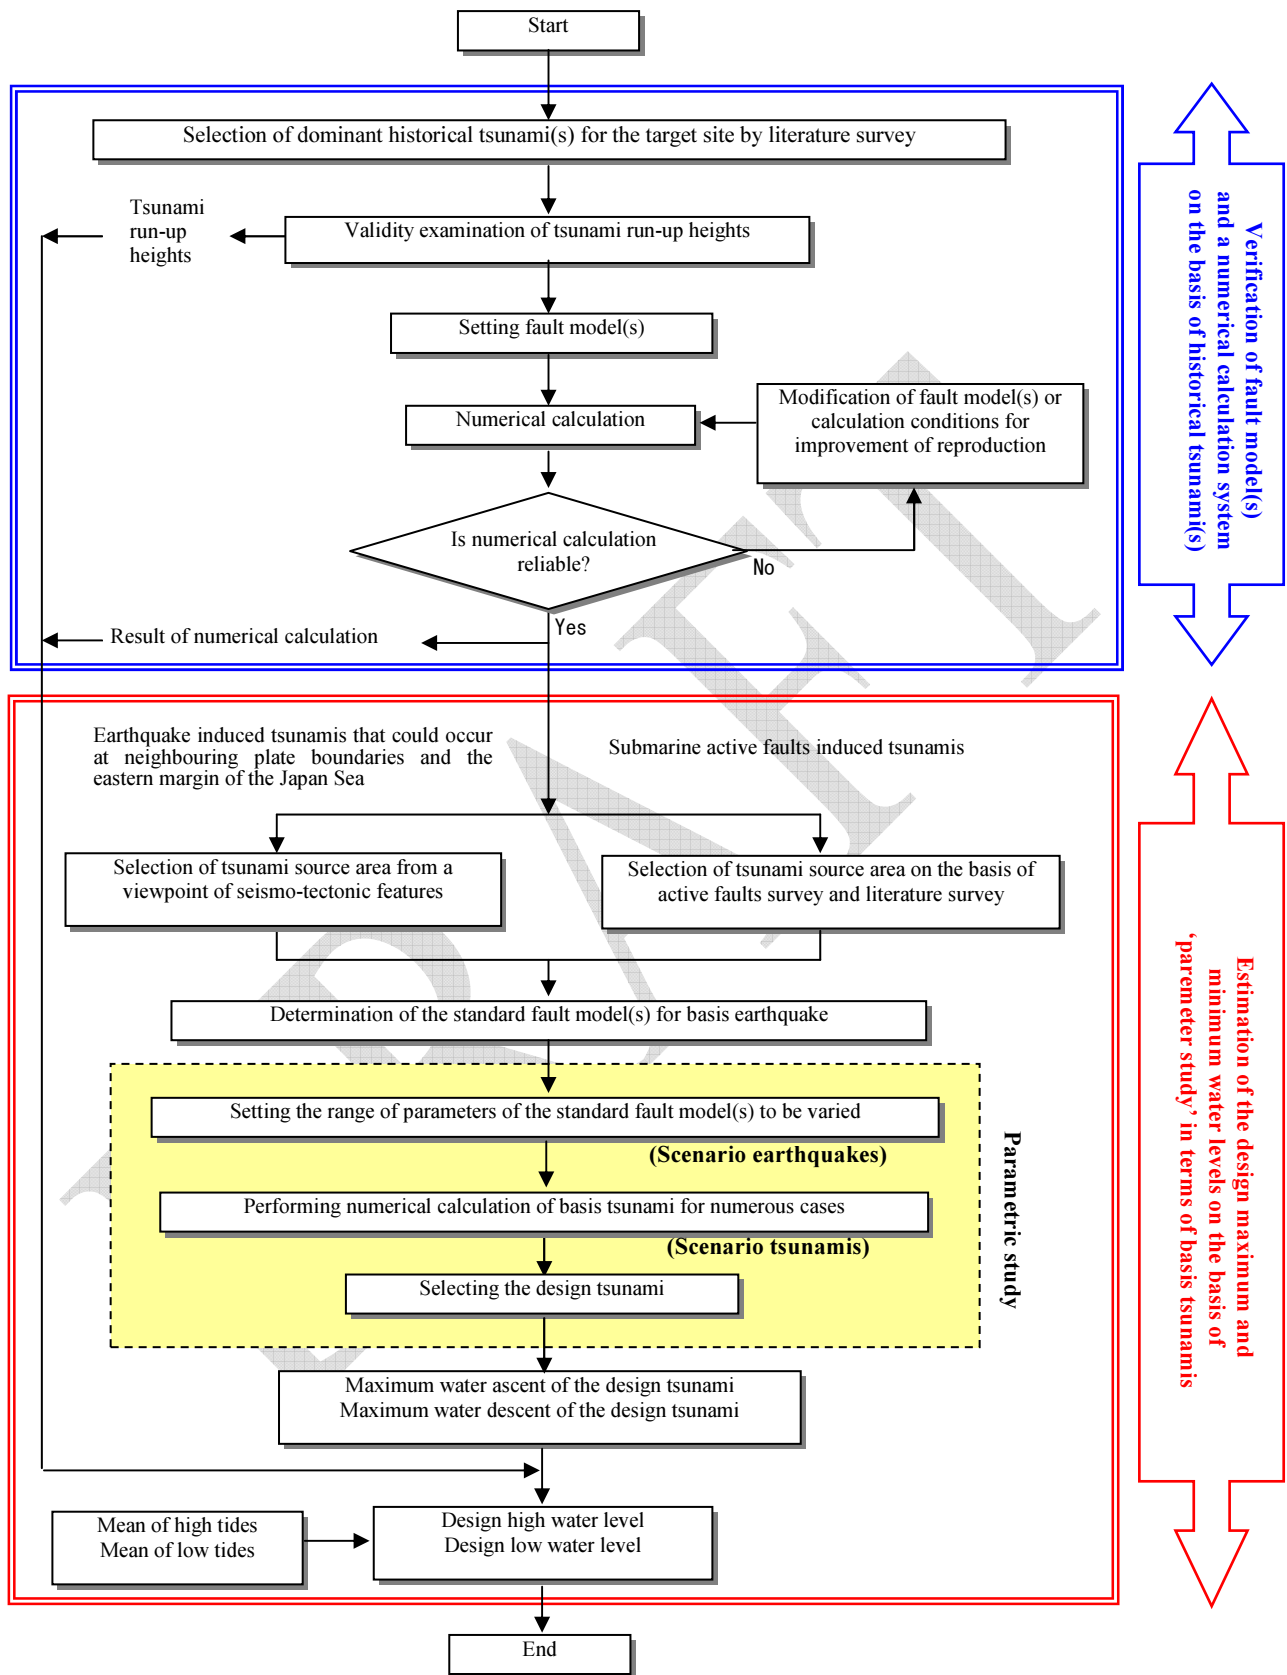 Start
Selection of dominant historical tsunami(s) for the target site by literature survey
Tsunami
run-up
heights
Validity examination of tsunami run-up heights
Setting fault model(s)
Numerical calculation
Modification of fault model(s) or
calculation conditions for
improvement of reproduction
Is numerical calculation
reliable?
No
Yes
Result of numerical calculation
Verification of fault model(s)
and a numerical calculation system
on the basis of historical tsunami(s)
Earthquake induced tsunamis that could occur
at neighbouring plate boundaries and the
eastern margin of the Japan Sea
Submarine active faults induced tsunamis
Selection of tsunami source area from a
viewpoint of seismo-tectonic features
Selection of tsunami source area on the basis of
active faults survey and literature survey
Determination of the standard fault model(s) for basis earthquake
Setting the range of parameters of the standard fault model(s) to be varied
(Scenario earthquakes)
Performing numerical calculation of basis tsunami for numerous cases
(Scenario tsunamis)
Selecting the design tsunami
Parametric study
Maximum water ascent of the design tsunami
Maximum water descent of the design tsunami
Mean of high tides
Mean of low tides
Design high water level
Design low water level
End
Estimation of the design maximum and
minimum water levels on the basis of
‘paremeter study’ in terms of basis tsunamis
DRAFT